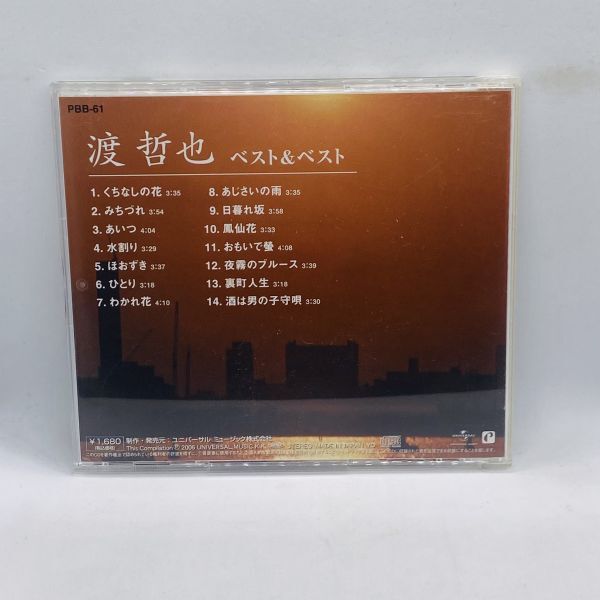 PBB-61
渡 哲也 ベスト&ベスト
1. くちなしの花 3:35
2. みちづれ 3:54
3. あいつ 4:04
4. 水割り 3:29
5. ほおずき 3:37
6. ひとり 3:18
7. わかれ花 4:10
8. あじさいの雨 3:35
9. 日暮れ坂 3:58
10. 鳳仙花 3:33
11. おもいで螢 4:08
12. 夜霧のブルース 3:39
13. 裏町人生 3:18
14. 酒は男の子守唄 3:30
¥1,680
(税込価格)
制作・発売元:ユニバーサル ミュージック株式会社
This Compilation ℗ 2006 UNIVERSAL MUSIC K.K. STEREO MADE IN JAPAN